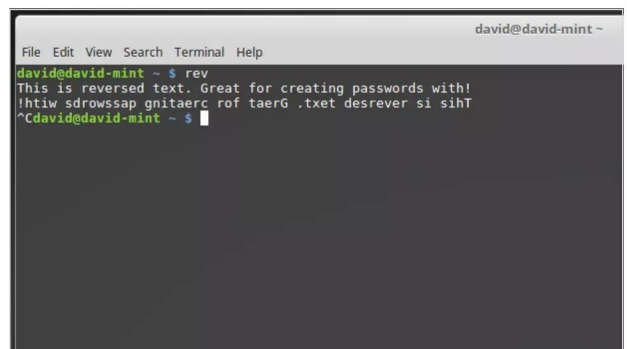 david@david-mint ~
File Edit View Search Terminal Help
david@david-mint ~ $ rev
This is reversed text. Great for creating passwords with!
!htiw sdrowssap gnitaerc rof taerG .txet desrever si sihT
^Cdavid@david-mint ~ $